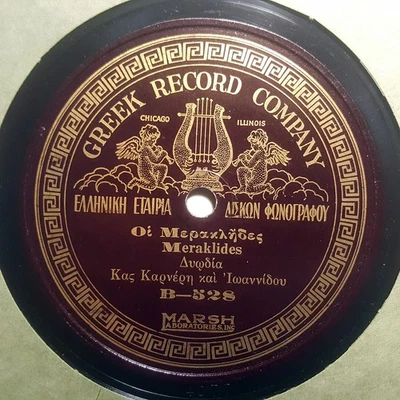 GREEK RECORD COMPANY
CHICAGO ILLINOIS
ΕΛΛΗΝΙΚΗ ΕΤΑΙΡΙΑ ΔΙΣΚΩΝ ΦΩΝΟΓΡΑΦΟΥ
Οἱ Μερακλῆδες
Meraklides
Δυῳδία
Κας Καρνέρη καὶ Ἰωαννίδου
B-528
MARSH
LABORATORIES, INC